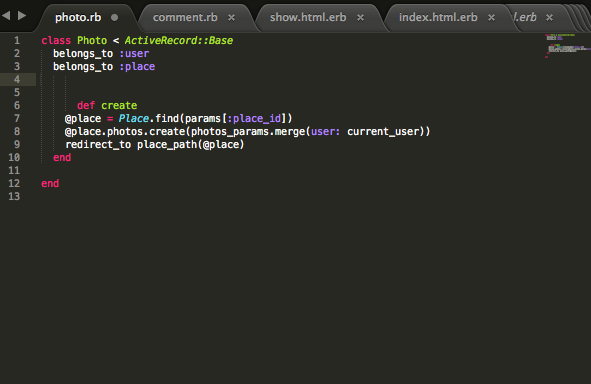 photo.rb comment.rb × show.html.erb × index.html.erb × l.erb ×
1 class Photo < ActiveRecord::Base
2   belongs_to :user
3   belongs_to :place
4
5
6       def create
7     @place = Place.find(params[:place_id])
8     @place.photos.create(photos_params.merge(user: current_user))
9     redirect_to place_path(@place)
10   end
11
12 end
13